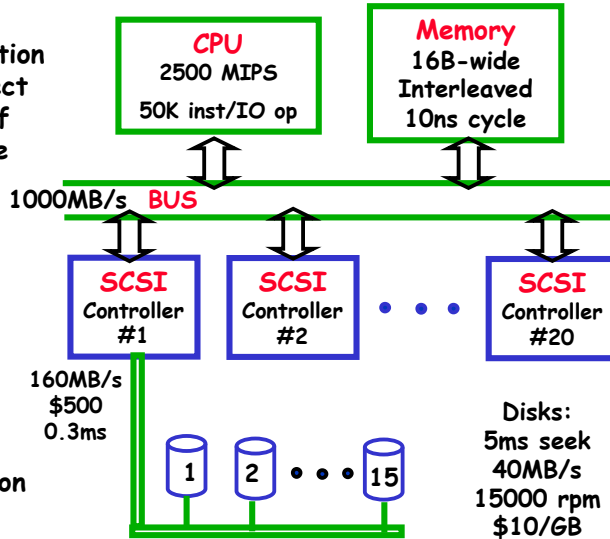 CPU
2500 MIPS
50K inst/IO op
Memory
16B-wide
Interleaved
10ns cycle
1000MB/s BUS
SCSI
Controller
#1
SCSI
Controller
#2
SCSI
Controller
#20
160MB/s
$500
0.3ms
1
2
15
Disks:
5ms seek
40MB/s
15000 rpm
$10/GB